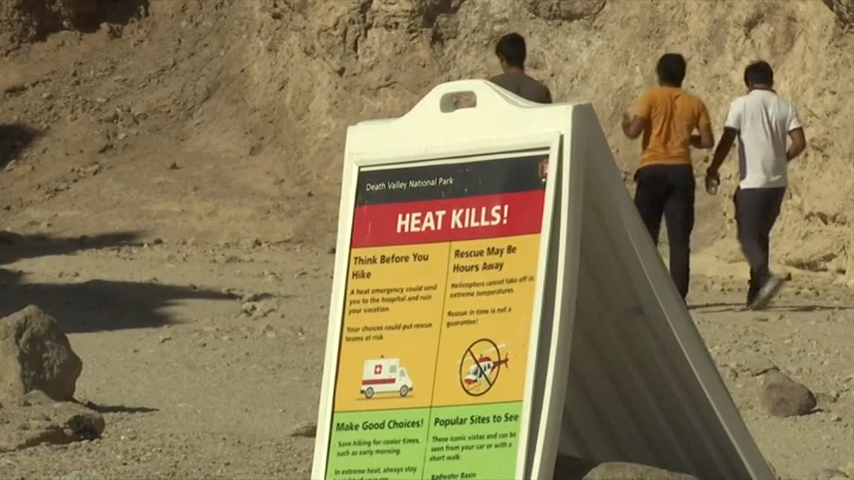 Death Valley National Park
HEAT KILLS!
Think Before You
Hike
A heat emergency could send
you to the hospital and ruin
your vacation.
Your choices could put rescue
teams at risk.
Rescue May Be
Hours Away
Helicopters cannot take off in
extreme temperatures.
Rescue in time is not a
guarantee!
Make Good Choices!
Save hiking for cooler times,
such as early morning.
In extreme heat, always stay
Popular Sites to See
These iconic vistas and can be
seen from your car or with a
short walk.
Badwater Basin